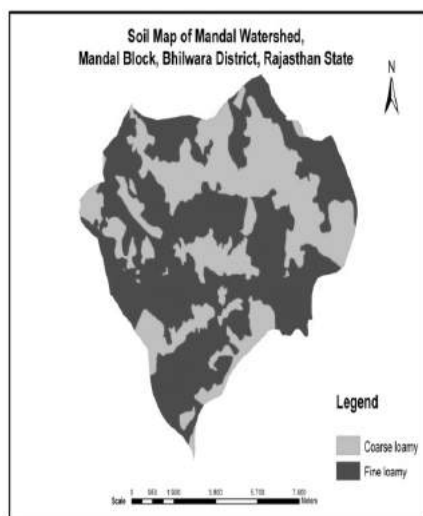 Soil Map of Mandal Watershed,
Mandal Block, Bhilwara District, Rajasthan State
N
Legend
Coarse loamy
Fine loamy
Scale
Meters